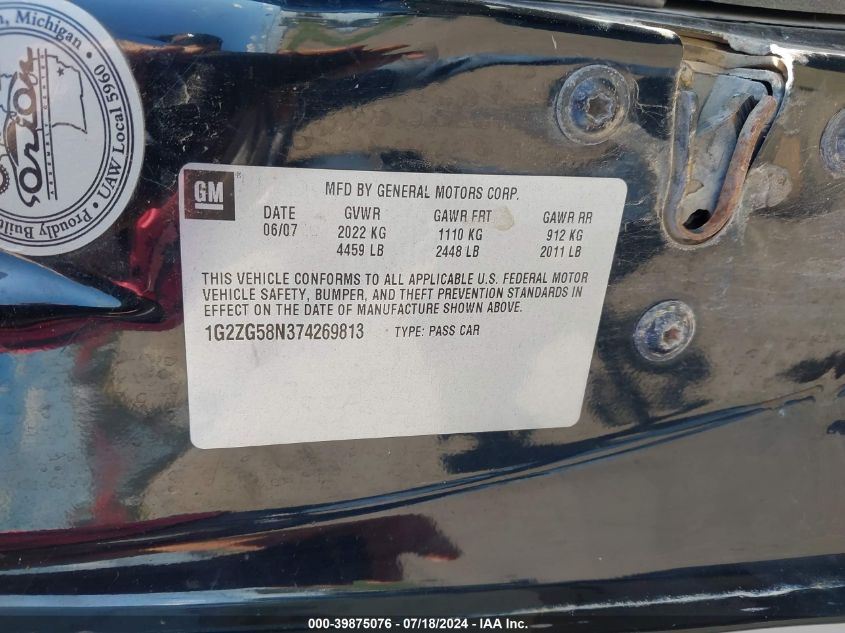 n, Michigan
Orion
UAW Local 5960
Proudly Buil
GM
®
MFD BY GENERAL MOTORS CORP.
DATE GVWR GAWR FRT GAWR RR
06/07 2022 KG 1110 KG 912 KG
4459 LB 2448 LB 2011 LB
THIS VEHICLE CONFORMS TO ALL APPLICABLE U.S. FEDERAL MOTOR
VEHICLE SAFETY, BUMPER, AND THEFT PREVENTION STANDARDS IN
EFFECT ON THE DATE OF MANUFACTURE SHOWN ABOVE.
1G2ZG58N374269813 TYPE: PASS CAR
000-39875076 / 07/18/2024 - IAA Inc.